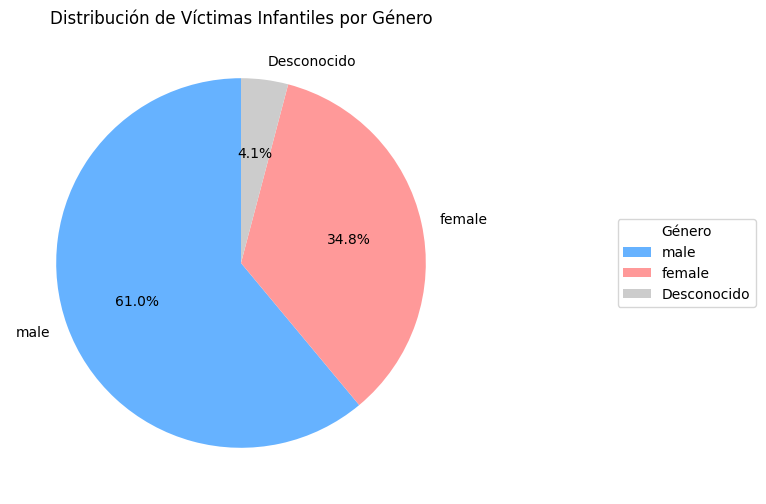 Distribución de Víctimas Infantiles por Género
Desconocido
4.1%
female
34.8%
61.0%
male
Género
male
female
Desconocido